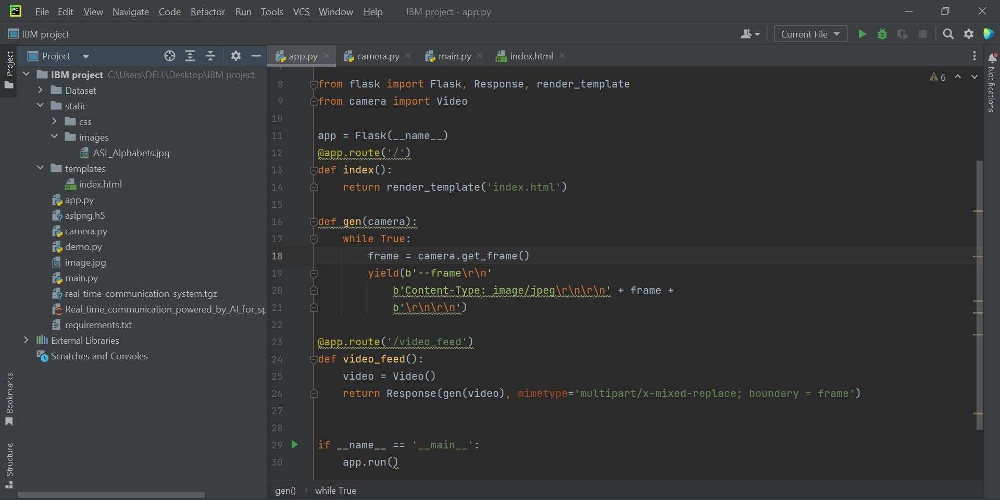 PC
File Edit View Navigate Code Refactor Run Tools VCS Window Help IBM project - app.py
IBM project
Current File
Project
Project
app.py
camera.py
main.py
index.html
Notifications
IBM project C:\Users\DELL\Desktop\IBM project
Dataset
static
css
images
ASL_Alphabets.jpg
templates
index.html
app.py
aslpng.h5
camera.py
demo.py
image.jpg
main.py
real-time-communication-system.tgz
Real_time_communication_powered_by_AI_for_sp
requirements.txt
External Libraries
Scratches and Consoles
Bookmarks
Structure
6
7
8 from flask import Flask, Response, render_template
9 from camera import Video
10
11 app = Flask(__name__)
12 @app.route('/')
13 def index():
14 return render_template('index.html')
15
16 def gen(camera):
17 while True:
18 frame = camera.get_frame()
19 yield(b'--frame\r\n'
20 b'Content-Type: image/jpeg\r\n\r\n' + frame +
21 b'\r\n\r\n')
22
23 @app.route('/video_feed')
24 def video_feed():
25 video = Video()
26 return Response(gen(video), mimetype='multipart/x-mixed-replace; boundary = frame')
27
28
29 if __name__ == '__main__':
30 app.run()
gen() › while True